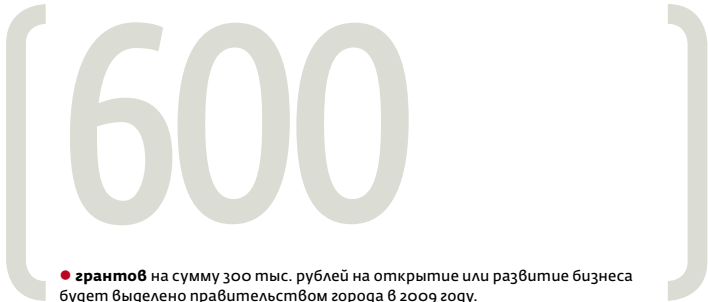 600
● грантов на сумму 300 тыс. рублей на открытие или развитие бизнеса
будет выделено правительством города в 2009 году.